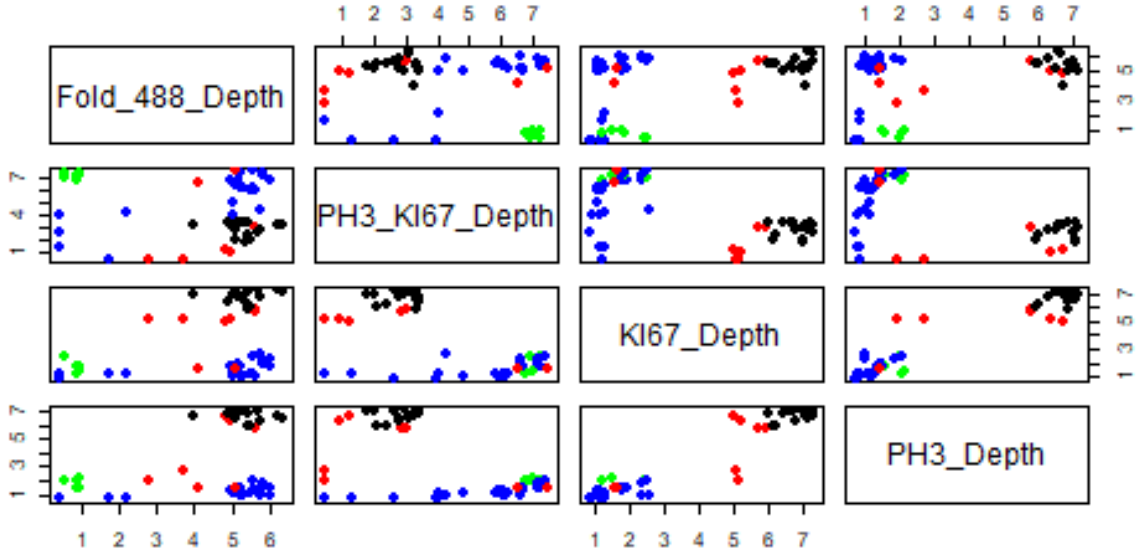 1 2 3 4 5 6 7 1 2 3 4 5 6 7
Fold_488_Depth 1 3 5
7 4 1 PH3_KI67_Depth
KI67_Depth 1 3 5 7
7 5 3 1 PH3_Depth
1 2 3 4 5 6 1 2 3 4 5 6 7